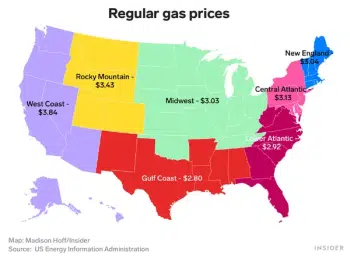 Regular gas prices
New England -
$3.04
Rocky Mountain -
$3.43
Central Atlantic -
$3.13
West Coast -
$3.84
Midwest - $3.03
Lower Atlantic -
$2.92
Gulf Coast - $2.80
Map: Madison Hoff/Insider
Source: US Energy Information Administration
INSIDER